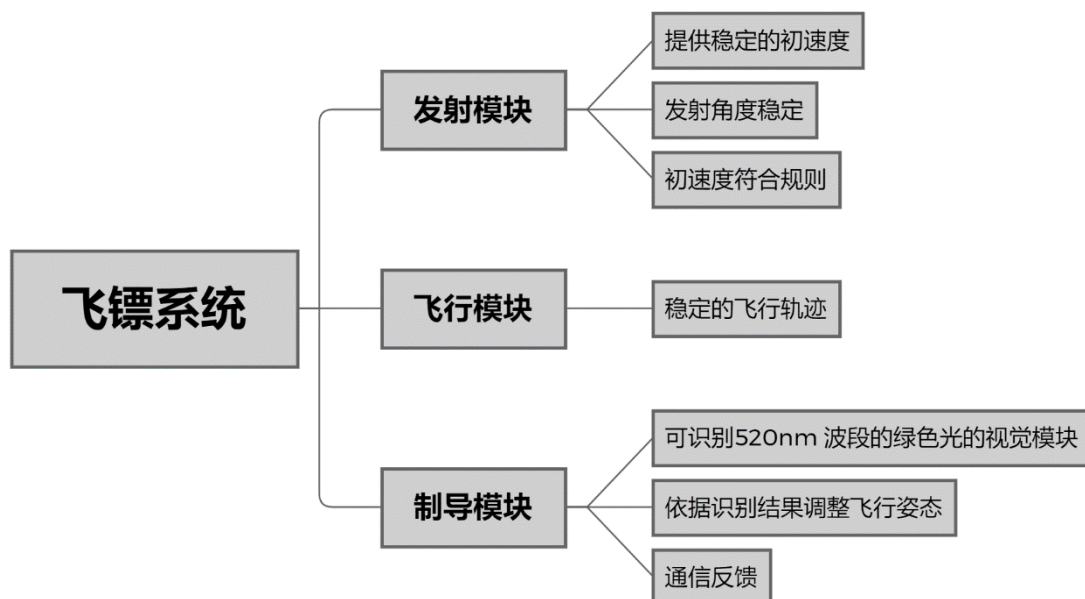 飞镖系统
发射模块
提供稳定的初速度
发射角度稳定
初速度符合规则
飞行模块
稳定的飞行轨迹
制导模块
可识别520nm 波段的绿色光的视觉模块
依据识别结果调整飞行姿态
通信反馈